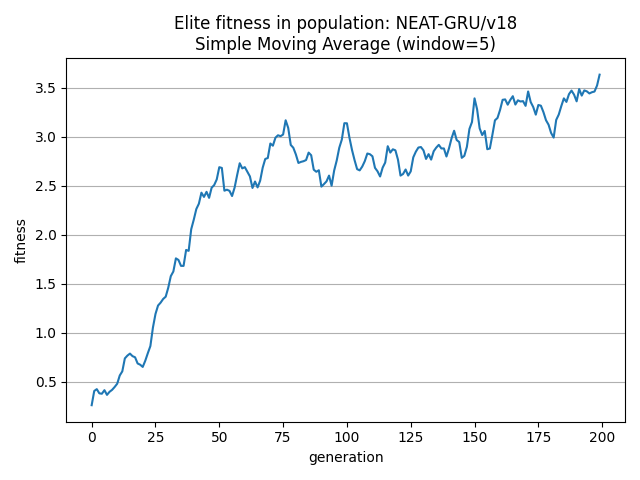 Elite fitness in population: NEAT-GRU/v18
Simple Moving Average (window=5)
3.5
3.0
2.5
2.0
1.5
1.0
0.5
fitness
0 25 50 75 100 125 150 175 200
generation